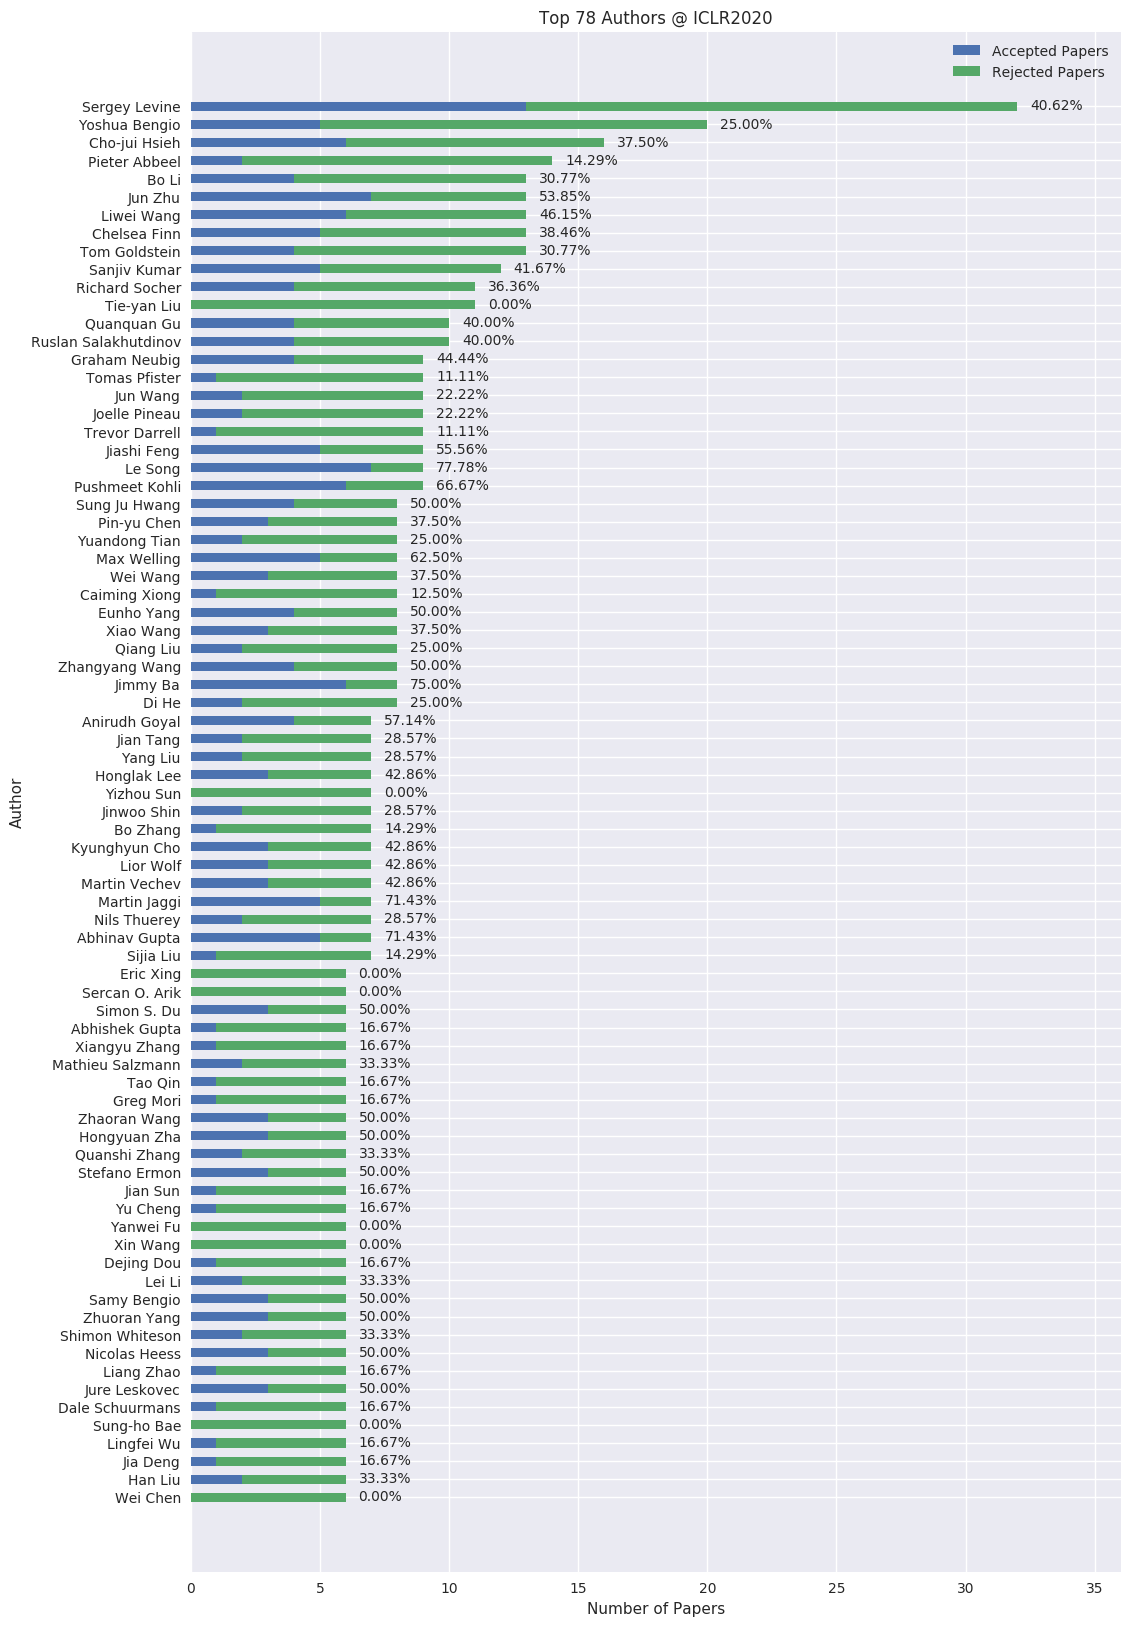 Top 78 Authors @ ICLR2020
Accepted Papers
Rejected Papers
Sergey Levine 40.62%
Yoshua Bengio 25.00%
Cho-jui Hsieh 37.50%
Pieter Abbeel 14.29%
Bo Li 30.77%
Jun Zhu 53.85%
Liwei Wang 46.15%
Chelsea Finn 38.46%
Tom Goldstein 30.77%
Sanjiv Kumar 41.67%
Richard Socher 36.36%
Tie-yan Liu 0.00%
Quanquan Gu 40.00%
Ruslan Salakhutdinov 40.00%
Graham Neubig 44.44%
Tomas Pfister 11.11%
Jun Wang 22.22%
Joelle Pineau 22.22%
Trevor Darrell 11.11%
Jiashi Feng 55.56%
Le Song 77.78%
Pushmeet Kohli 66.67%
Sung Ju Hwang 50.00%
Pin-yu Chen 37.50%
Yuandong Tian 25.00%
Max Welling 62.50%
Wei Wang 37.50%
Caiming Xiong 12.50%
Eunho Yang 50.00%
Xiao Wang 37.50%
Qiang Liu 25.00%
Zhangyang Wang 50.00%
Jimmy Ba 75.00%
Di He 25.00%
Anirudh Goyal 57.14%
Jian Tang 28.57%
Yang Liu 28.57%
Honglak Lee 42.86%
Yizhou Sun 0.00%
Jinwoo Shin 28.57%
Bo Zhang 14.29%
Kyunghyun Cho 42.86%
Lior Wolf 42.86%
Martin Vechev 42.86%
Martin Jaggi 71.43%
Nils Thuerey 28.57%
Abhinav Gupta 71.43%
Sijia Liu 14.29%
Eric Xing 0.00%
Sercan O. Arik 0.00%
Simon S. Du 50.00%
Abhishek Gupta 16.67%
Xiangyu Zhang 16.67%
Mathieu Salzmann 33.33%
Tao Qin 16.67%
Greg Mori 16.67%
Zhaoran Wang 50.00%
Hongyuan Zha 50.00%
Quanshi Zhang 33.33%
Stefano Ermon 50.00%
Jian Sun 16.67%
Yu Cheng 16.67%
Yanwei Fu 0.00%
Xin Wang 0.00%
Dejing Dou 16.67%
Lei Li 33.33%
Samy Bengio 50.00%
Zhuoran Yang 50.00%
Shimon Whiteson 33.33%
Nicolas Heess 50.00%
Liang Zhao 16.67%
Jure Leskovec 50.00%
Dale Schuurmans 16.67%
Sung-ho Bae 0.00%
Lingfei Wu 16.67%
Jia Deng 16.67%
Han Liu 33.33%
Wei Chen 0.00%
Author
0 5 10 15 20 25 30 35
Number of Papers